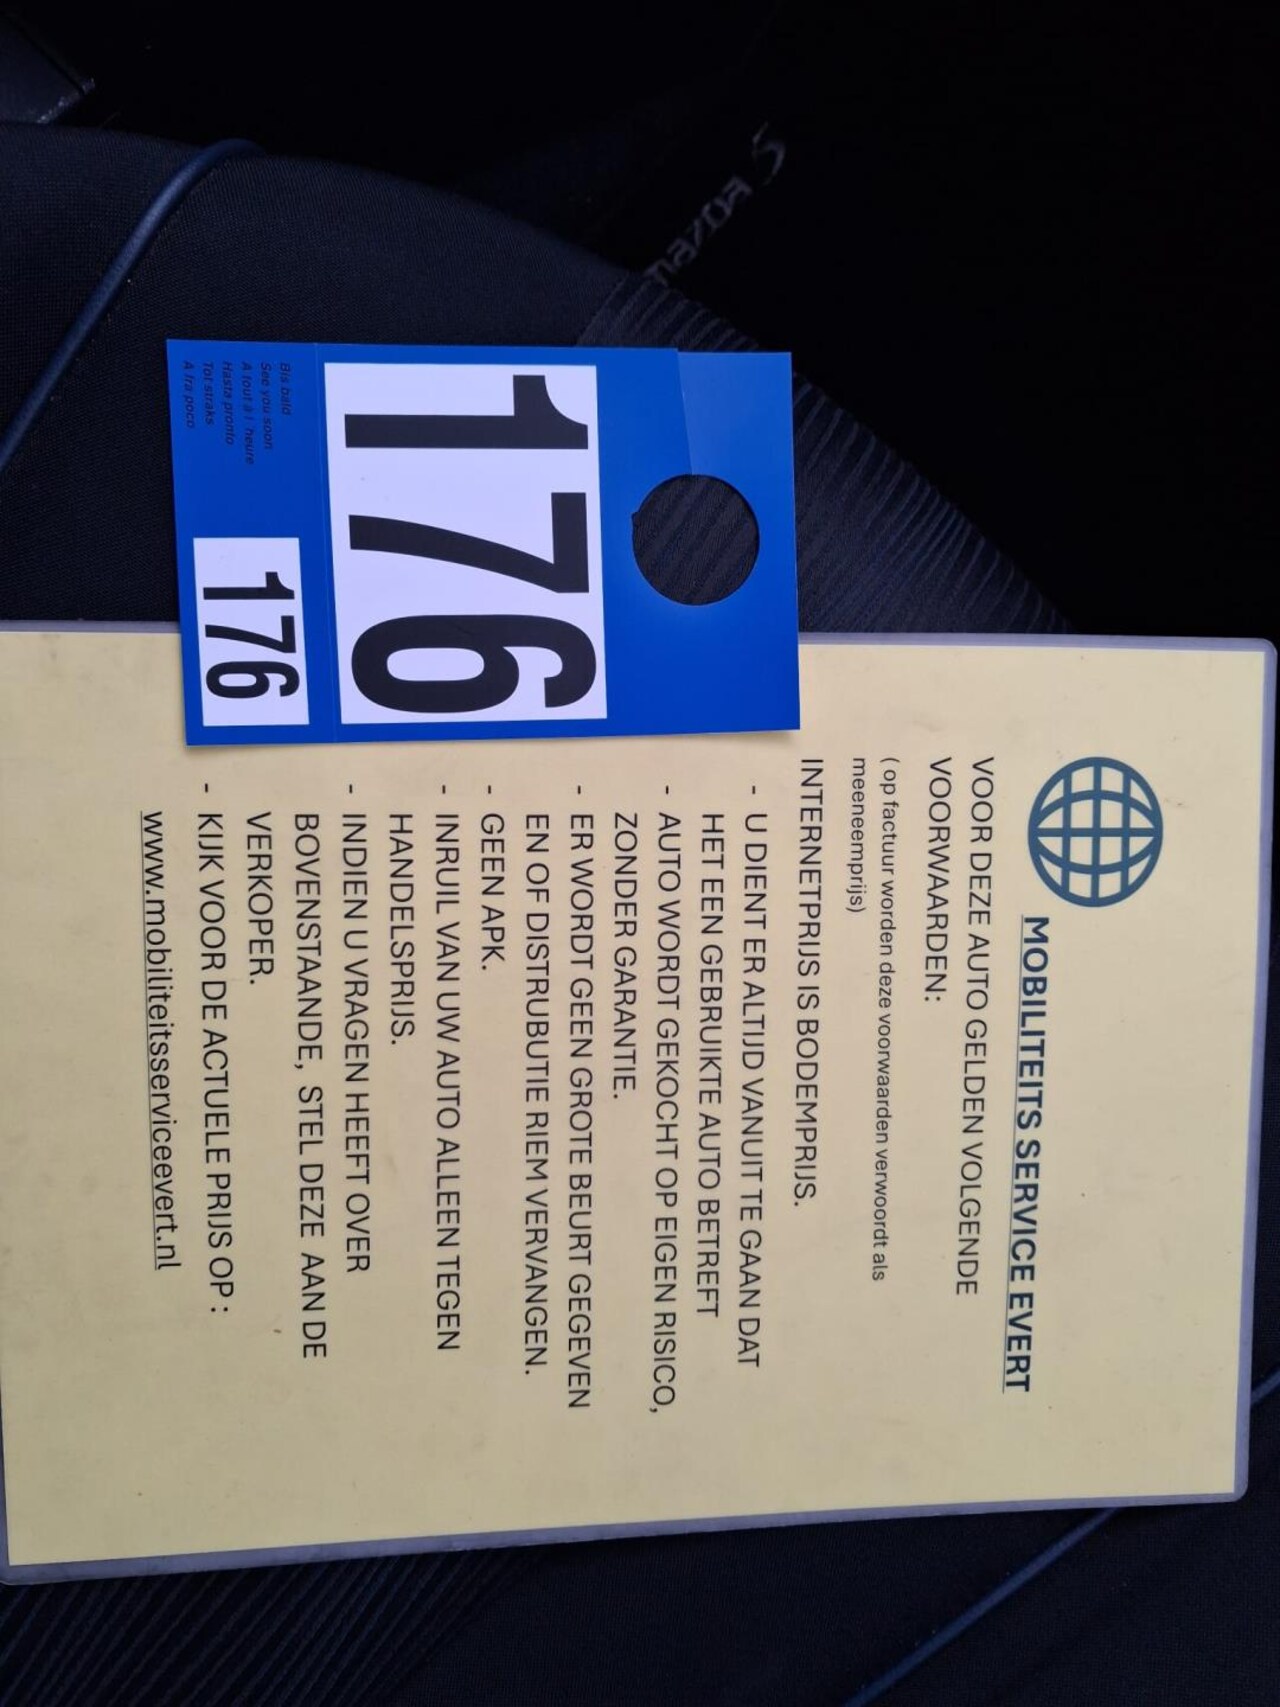 mazda 5
176
Bis bald
See you soon
A tout à l´heure
Hasta pronto
Tot straks
A fra poco
176
MOBILITEITS SERVICE EVERT
VOOR DEZE AUTO GELDEN VOLGENDE
VOORWAARDEN:
( op factuur worden deze voorwaarden verwoordt als
meeneemprijs)
INTERNETPRIJS IS BODEMPRIJS.
- U DIENT ER ALTIJD VANUIT TE GAAN DAT
HET EEN GEBRUIKTE AUTO BETREFT
- AUTO WORDT GEKOCHT OP EIGEN RISICO,
ZONDER GARANTIE.
- ER WORDT GEEN GROTE BEURT GEGEVEN
EN OF DISTRUBUTIE RIEM VERVANGEN.
- GEEN APK.
- INRUIL VAN UW AUTO ALLEEN TEGEN
HANDELSPRIJS.
- INDIEN U VRAGEN HEEFT OVER
BOVENSTAANDE, STEL DEZE AAN DE
VERKOPER.
- KIJK VOOR DE ACTUELE PRIJS OP :
www.mobiliteitsserviceevert.nl